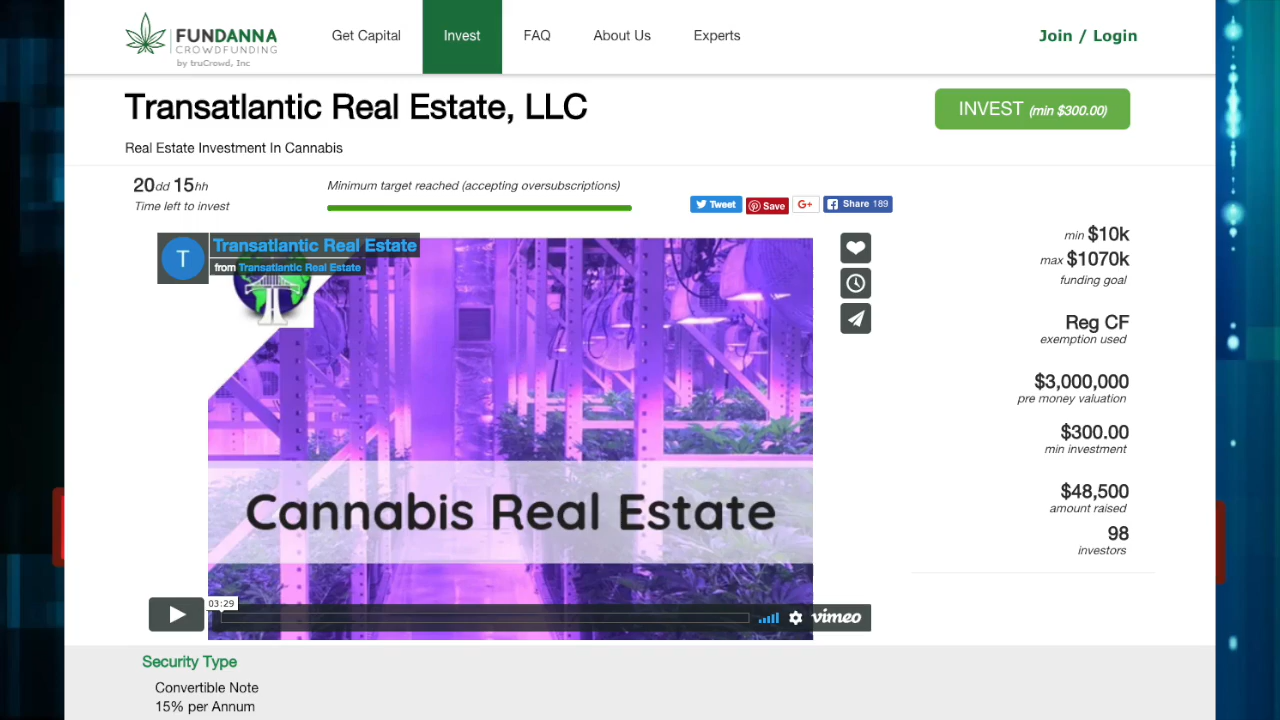 FUNDANNA
CROWDFUNDING
by truCrowd, Inc
Get Capital
Invest
FAQ
About Us
Experts
Join / Login
Transatlantic Real Estate, LLC
INVEST (min $300.00)
Real Estate Investment In Cannabis
20dd 15hh
Time left to invest
Minimum target reached (accepting oversubscriptions)
Tweet
Save
G+
Share 189
T
Transatlantic Real Estate
from Transatlantic Real Estate
Cannabis Real Estate
03:29
vimeo
min $10k
max $1070k
funding goal
Reg CF
exemption used
$3,000,000
pre money valuation
$300.00
min investment
$48,500
amount raised
98
investors
Security Type
Convertible Note
15% per Annum